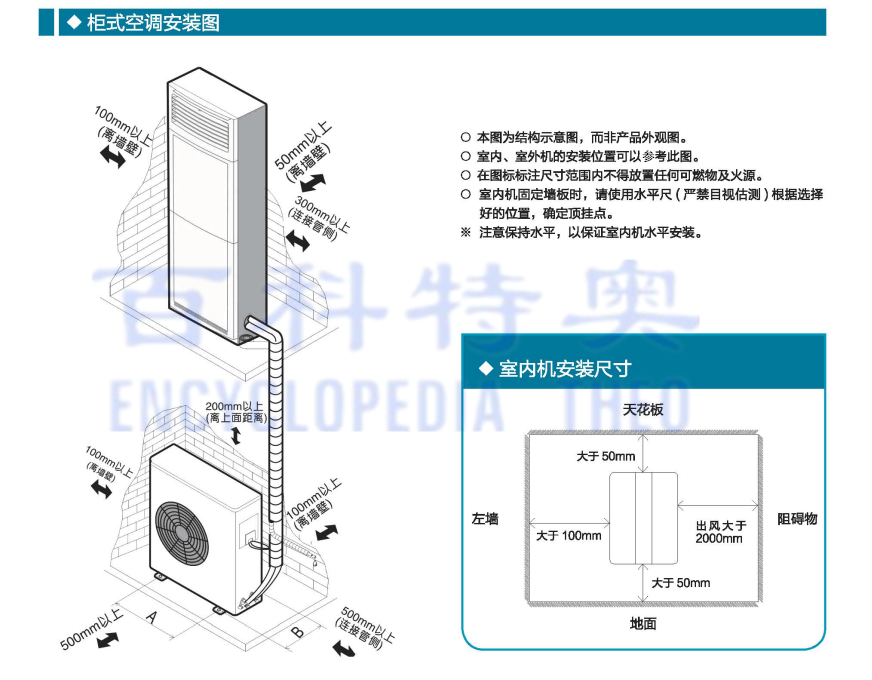 ◆ 柜式空调安装图
100mm以上
(离墙壁)
50mm以上
(离墙壁)
300mm以上
(连接管侧)
○ 本图为结构示意图，而非产品外观图。
○ 室内、室外机的安装位置可以参考此图。
○ 在图标标注尺寸范围内不得放置任何可燃物及火源。
○ 室内机固定墙板时，请使用水平尺 ( 严禁目视估测 ) 根据选择
好的位置，确定顶挂点。
※ 注意保持水平，以保证室内机水平安装。
百科特奥
ENCYCLOPEDIA THEO
200mm以上
(离上面距离)
100mm以上
(离墙壁)
100mm以上
(离墙壁)
500mm以上
A
B
500mm以上
(连接管侧)
◆ 室内机安装尺寸
天花板
大于 50mm
左墙
大于 100mm
出风大于
2000mm
阻碍物
大于 50mm
地面